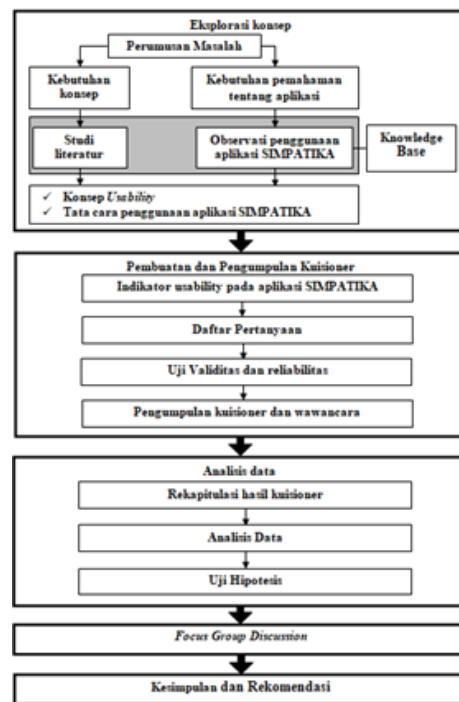 Eksplorasi konsep
Perumusan Masalah
Kebutuhan
konsep
Kebutuhan pemahaman
tentang aplikasi
Studi
literatur
Observasi penggunaan
aplikasi SIMPATIKA
Knowledge
Base
✓ Konsep Usability
✓ Tata cara penggunaan aplikasi SIMPATIKA
Pembuatan dan Pengumpulan Kuisioner
Indikator usability pada aplikasi SIMPATIKA
Daftar Pertanyaan
Uji Validitas dan reliabilitas
Pengumpulan kuisioner dan wawancara
Analisis data
Rekapitulasi hasil kuisioner
Analisis Data
Uji Hipotesis
Focus Group Discussion
Kesimpulan dan Rekomendasi